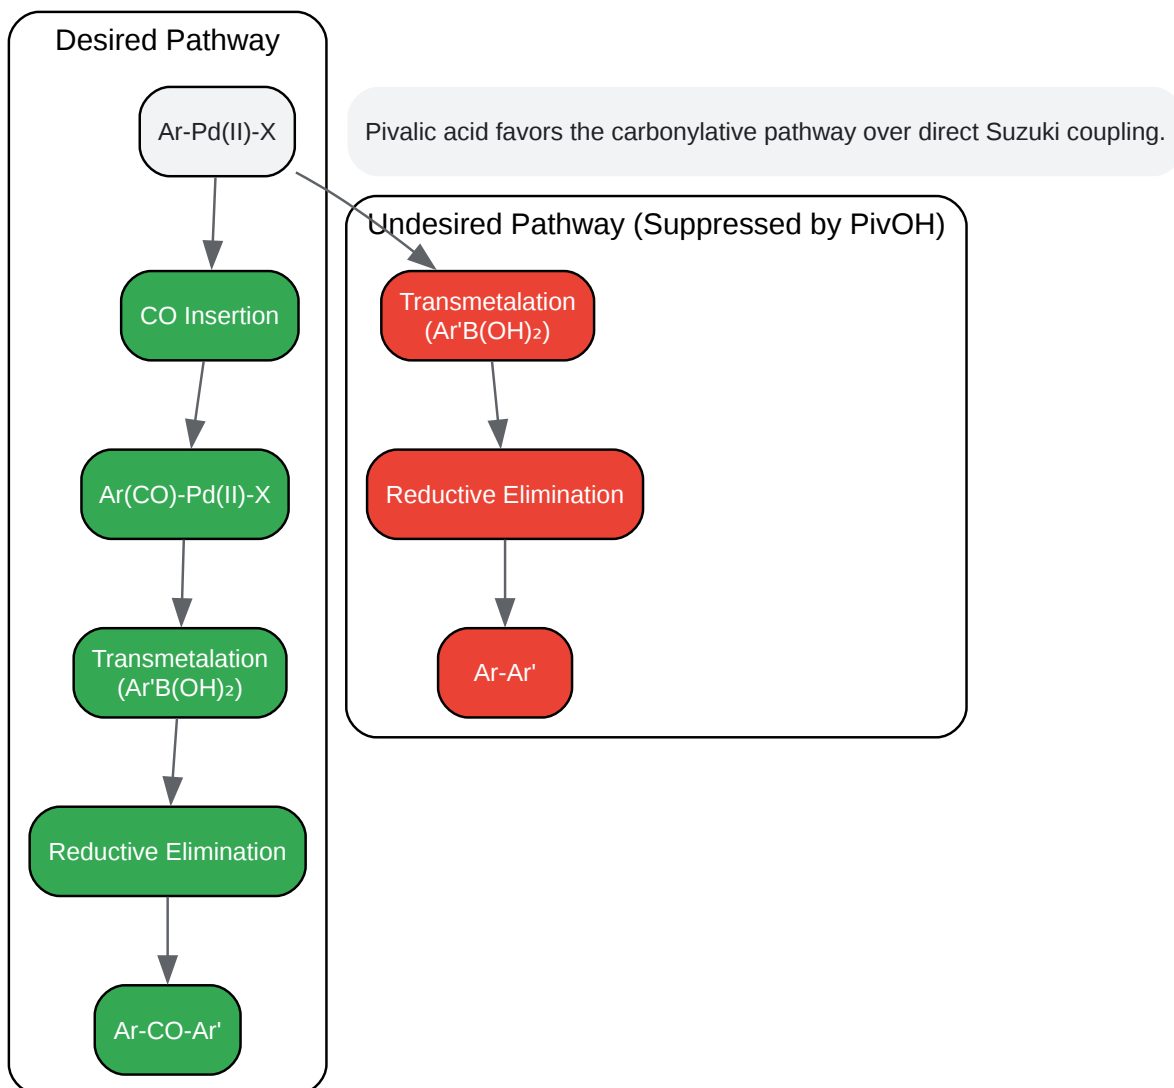 Desired Pathway
Ar-Pd(II)-X
Pivalic acid favors the carbonylative pathway over direct Suzuki coupling.
Undesired Pathway (Suppressed by PivOH)
CO Insertion
Transmetalation
(Ar'B(OH)₂)
Ar(CO)-Pd(II)-X
Reductive Elimination
Transmetalation
(Ar'B(OH)₂)
Ar-Ar'
Reductive Elimination
Ar-CO-Ar'